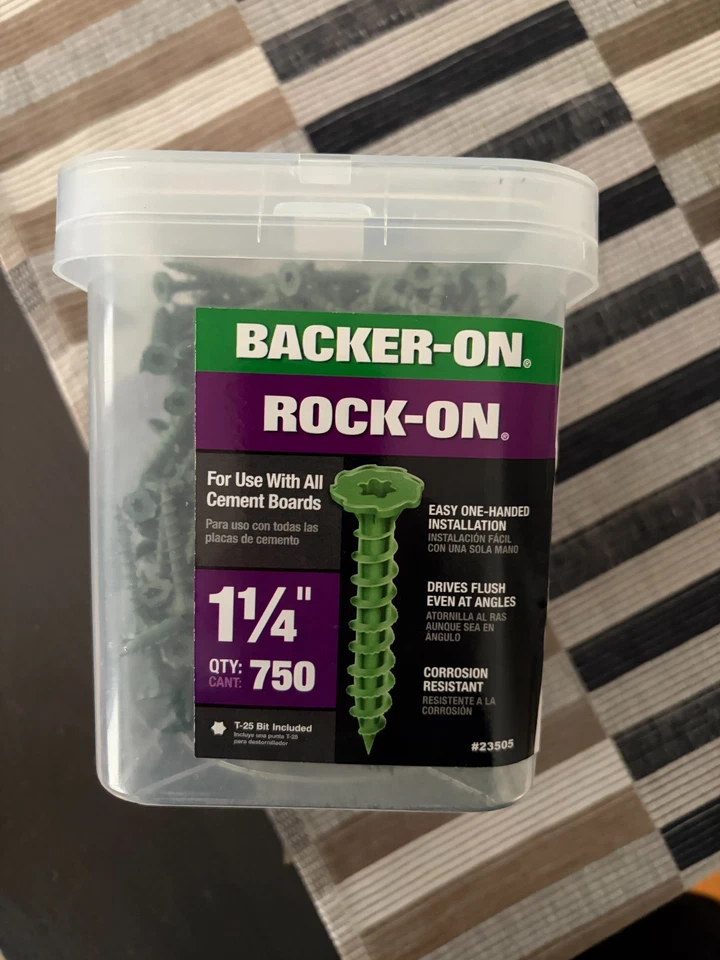 BACKER-ON®
ROCK-ON®
For Use With All
Cement Boards
Para uso con todas las
placas de cemento
1¼"
QTY: 750
CANT:
T-25 Bit Included
Incluye una punta T-25
para destornillador
EASY ONE-HANDED
INSTALLATION
INSTALACIÓN FÁCIL
CON UNA SOLA MANO
DRIVES FLUSH
EVEN AT ANGLES
ATORNILLA AL RAS
AUNQUE SEA EN
ÁNGULO
CORROSION
RESISTANT
RESISTENTE A LA
CORROSIÓN
#23505